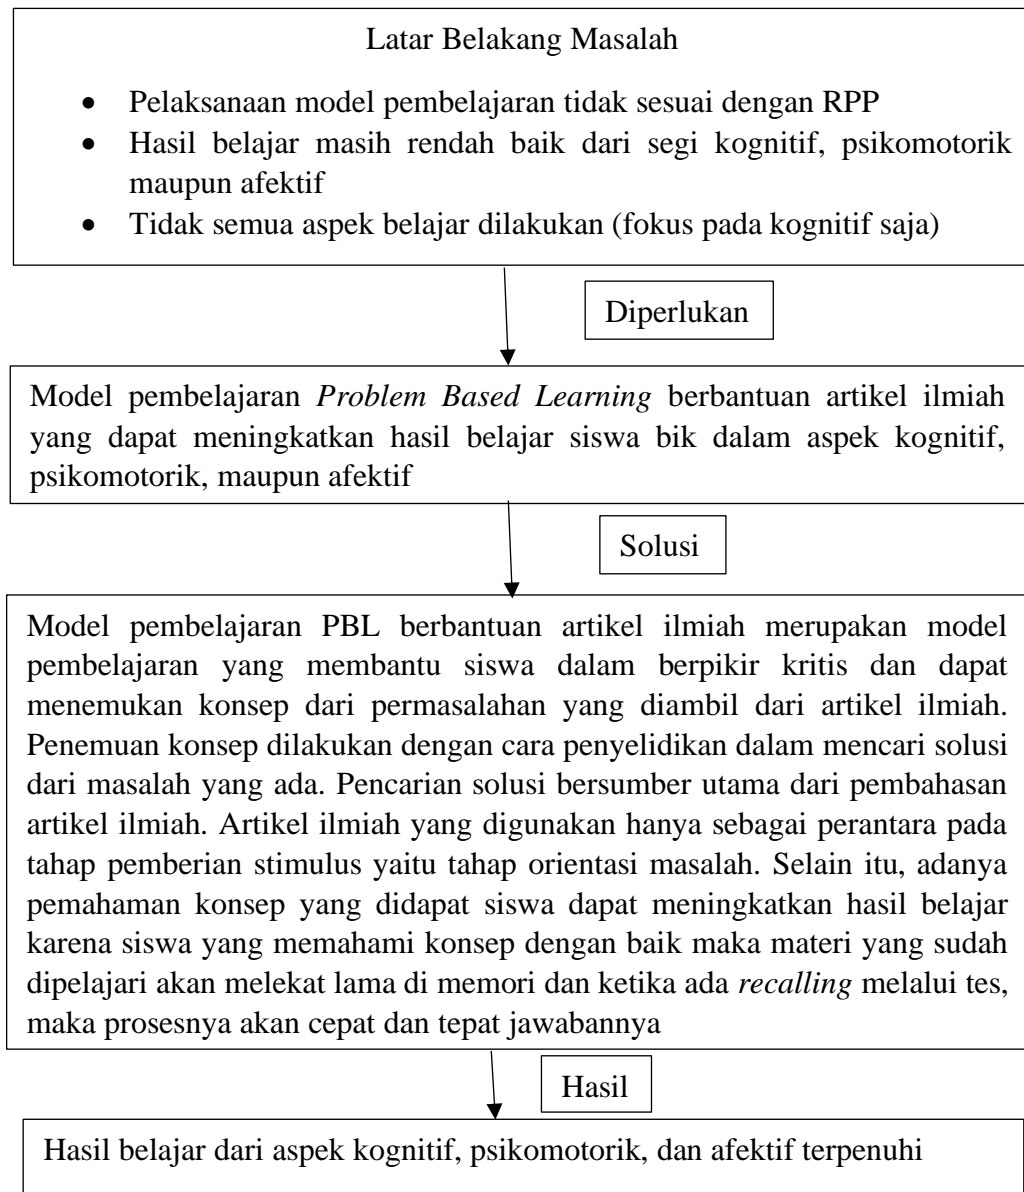 Latar Belakang Masalah
• Pelaksanaan model pembelajaran tidak sesuai dengan RPP
• Hasil belajar masih rendah baik dari segi kognitif, psikomotorik
maupun afektif
• Tidak semua aspek belajar dilakukan (fokus pada kognitif saja)
Diperlukan
Model pembelajaran Problem Based Learning berbantuan artikel ilmiah
yang dapat meningkatkan hasil belajar siswa bik dalam aspek kognitif,
psikomotorik, maupun afektif
Solusi
Model pembelajaran PBL berbantuan artikel ilmiah merupakan model
pembelajaran yang membantu siswa dalam berpikir kritis dan dapat
menemukan konsep dari permasalahan yang diambil dari artikel ilmiah.
Penemuan konsep dilakukan dengan cara penyelidikan dalam mencari solusi
dari masalah yang ada. Pencarian solusi bersumber utama dari pembahasan
artikel ilmiah. Artikel ilmiah yang digunakan hanya sebagai perantara pada
tahap pemberian stimulus yaitu tahap orientasi masalah. Selain itu, adanya
pemahaman konsep yang didapat siswa dapat meningkatkan hasil belajar
karena siswa yang memahami konsep dengan baik maka materi yang sudah
dipelajari akan melekat lama di memori dan ketika ada recalling melalui tes,
maka prosesnya akan cepat dan tepat jawabannya
Hasil
Hasil belajar dari aspek kognitif, psikomotorik, dan afektif terpenuhi